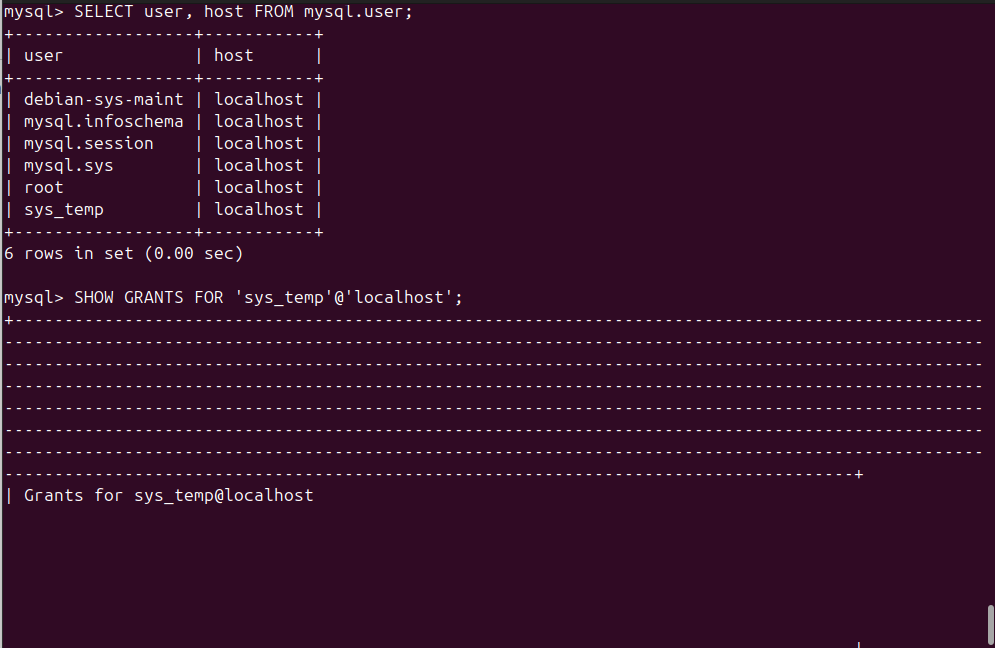 mysql> SELECT user, host FROM mysql.user;
+------------------+-----------+
| user             | host      |
+------------------+-----------+
| debian-sys-maint | localhost |
| mysql.infoschema | localhost |
| mysql.session    | localhost |
| mysql.sys        | localhost |
| root             | localhost |
| sys_temp         | localhost |
+------------------+-----------+
6 rows in set (0.00 sec)

mysql> SHOW GRANTS FOR 'sys_temp'@'localhost';
+-------------------------------------------------------------------------------------------------
--------------------------------------------------------------------------------------------------
--------------------------------------------------------------------------------------------------
--------------------------------------------------------------------------------------------------
--------------------------------------------------------------------------------------------------
--------------------------------------------------------------------------------------------------
--------------------------------------------------------------------------------------------------
-------------------------------------------------------------------------------------+
| Grants for sys_temp@localhost